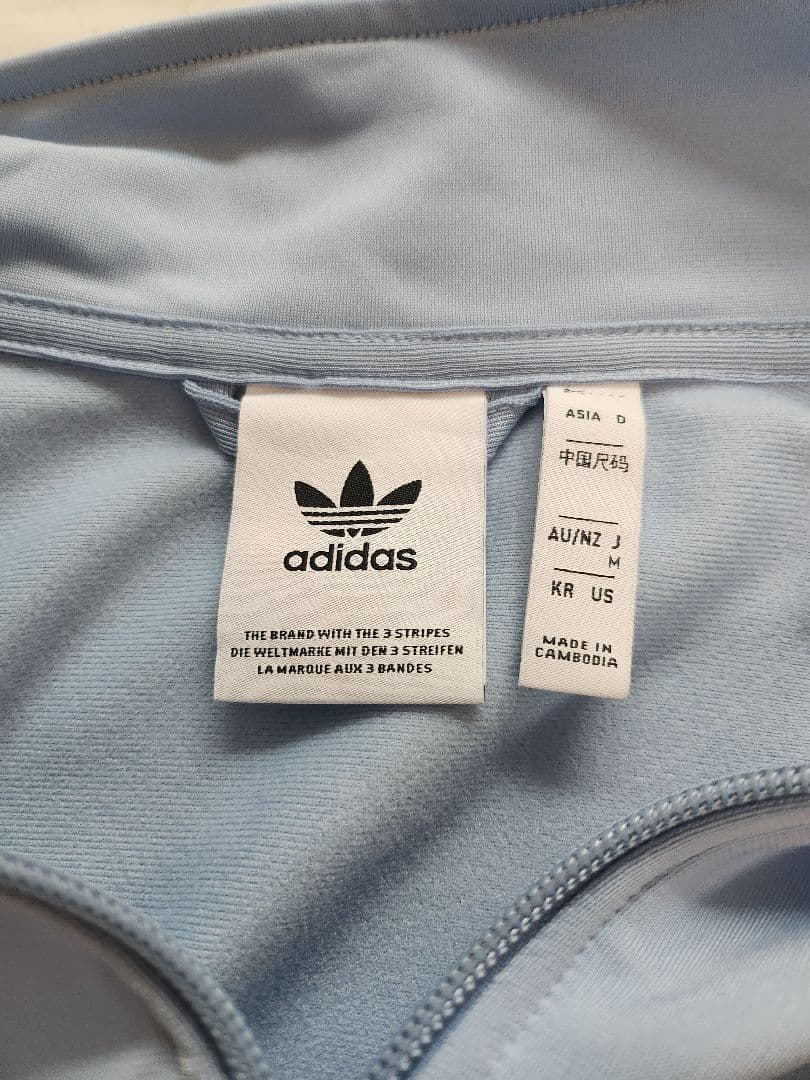 adidas
THE BRAND WITH THE 3 STRIPES
DIE WELTMARKE MIT DEN 3 STREIFEN
LA MARQUE AUX 3 BANDES
ASIA D
中国尺码
AU/NZ J
M
KR US
MADE IN
CAMBODIA